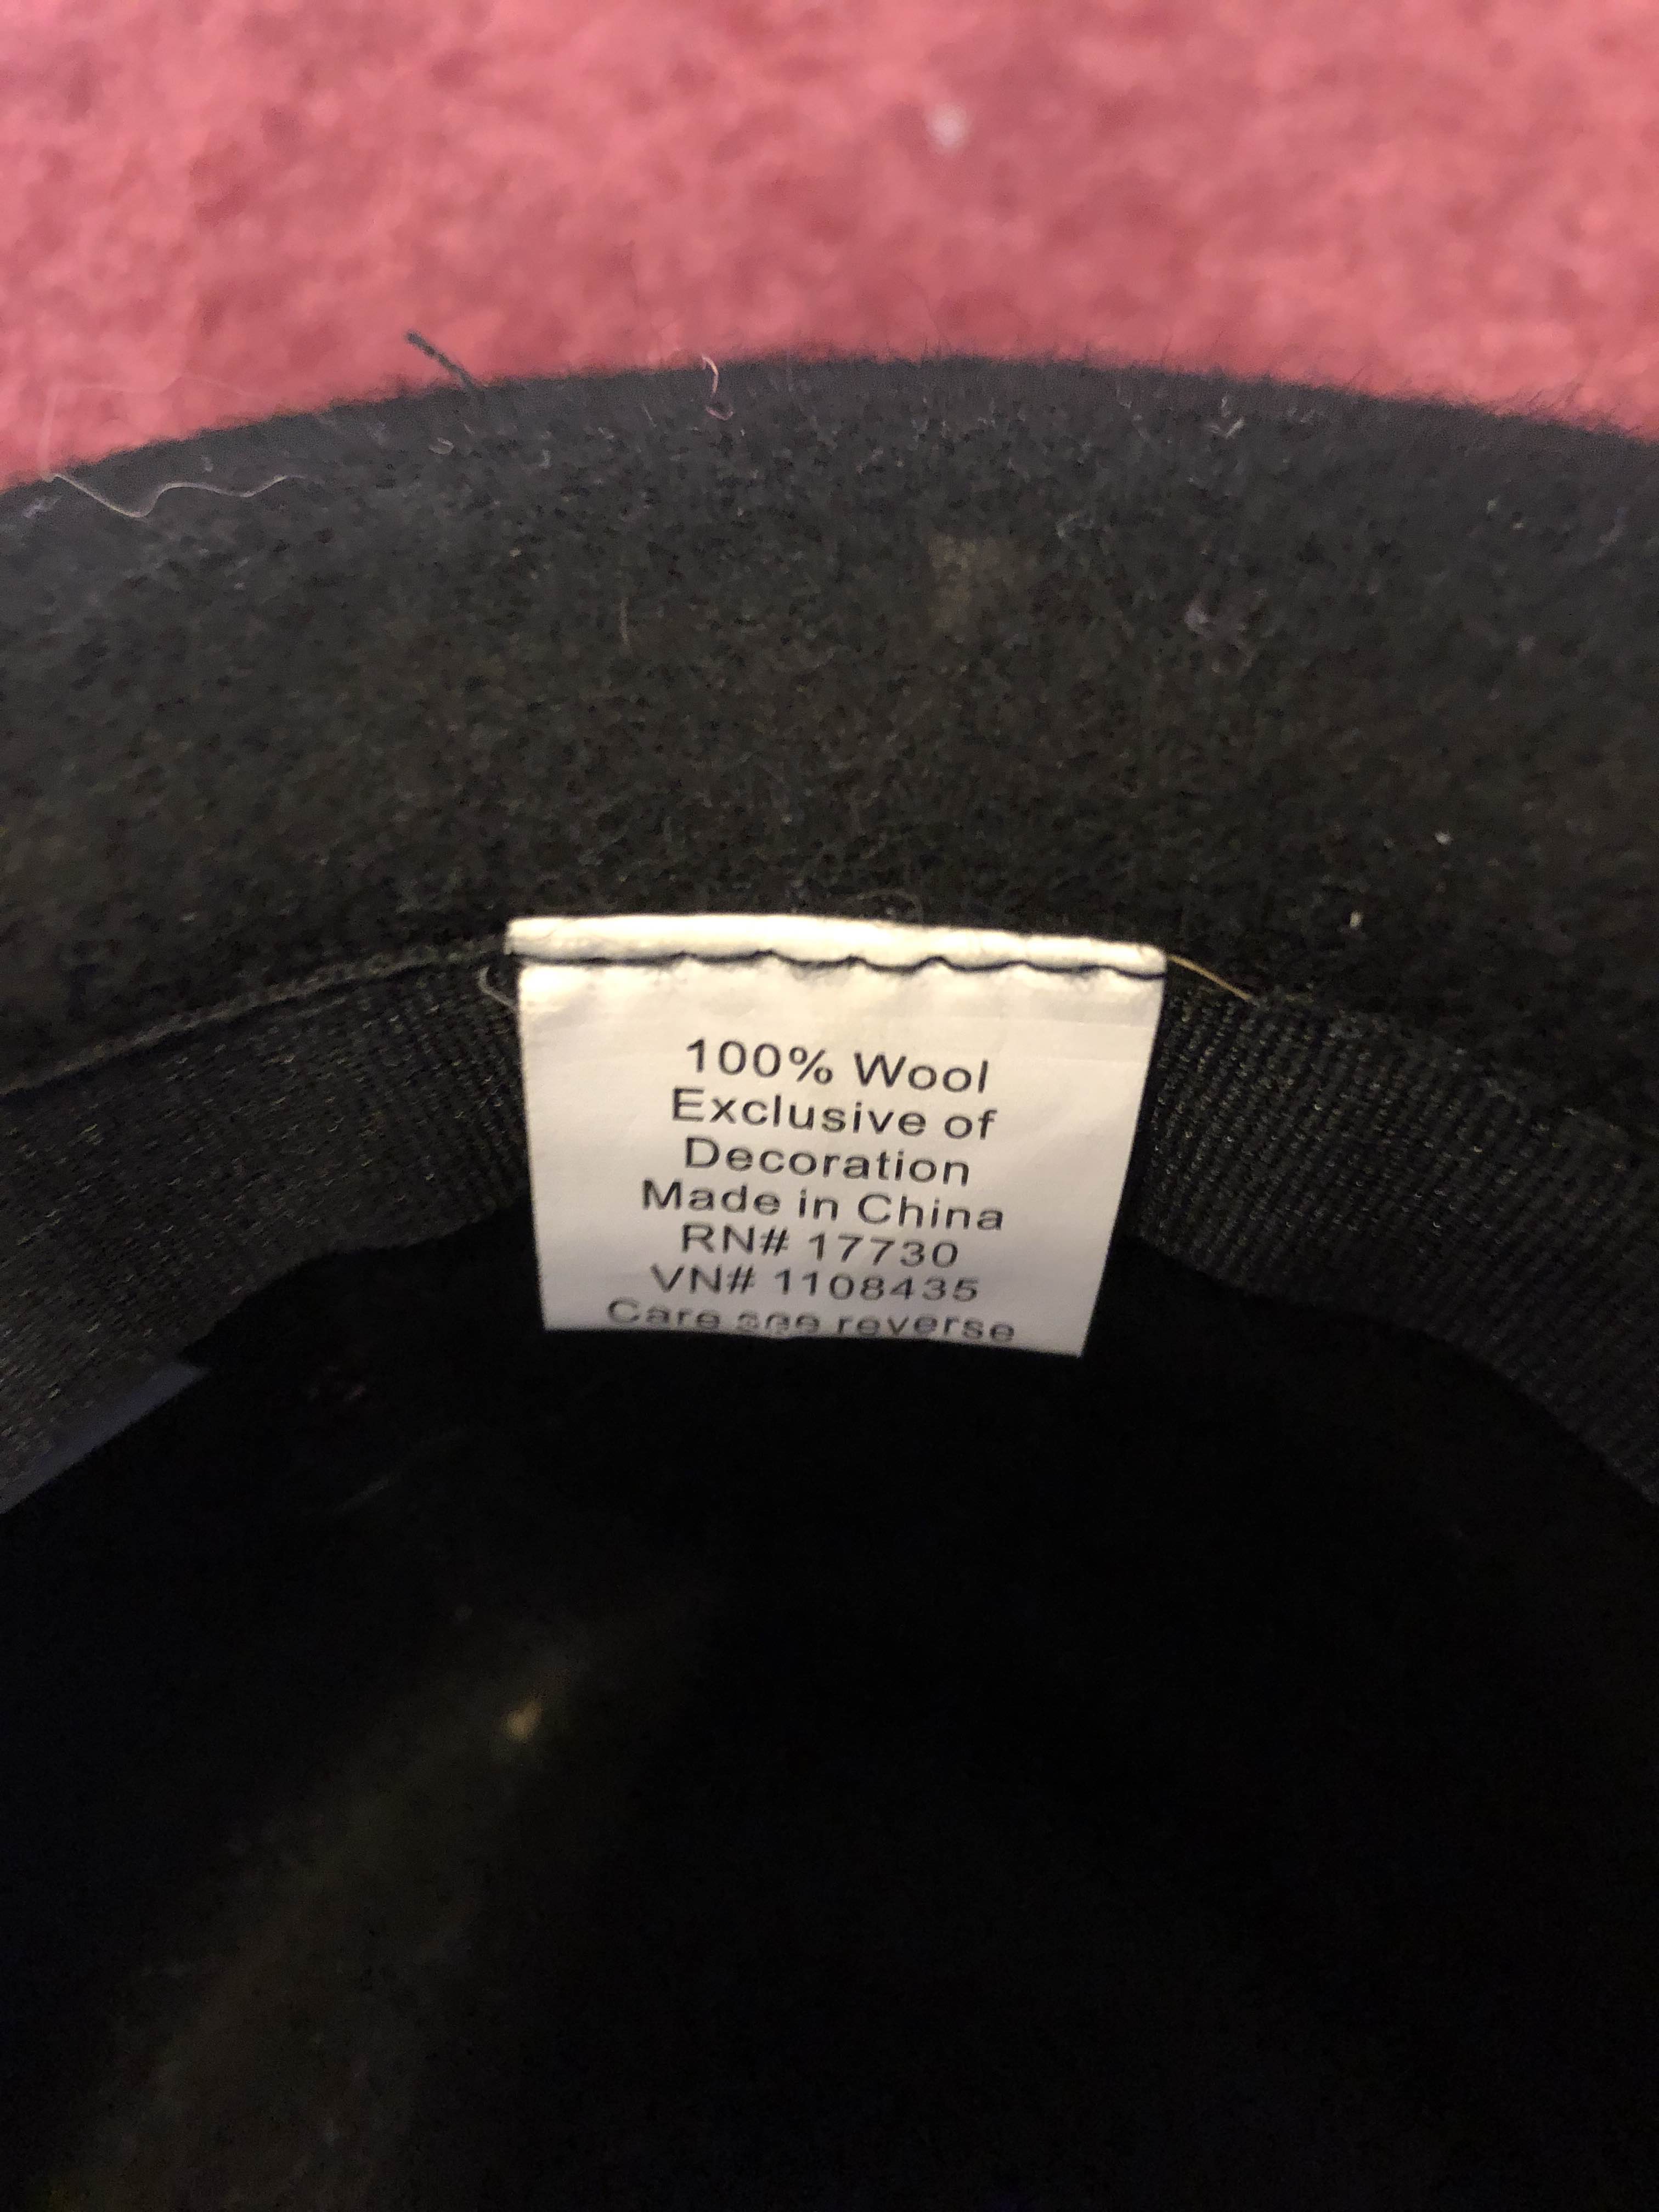 100% Wool
Exclusive of
Decoration
Made in China
RN# 17730
VN# 1108435
Care see reverse